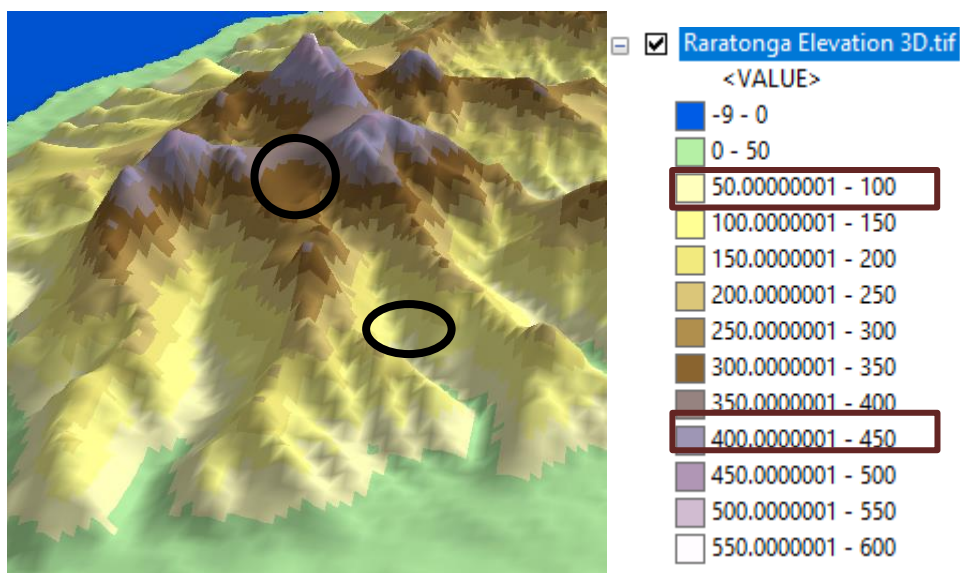 Raratonga Elevation 3D.tif
<VALUE>
-9 - 0
0 - 50
50.00000001 - 100
100.0000001 - 150
150.0000001 - 200
200.0000001 - 250
250.0000001 - 300
300.0000001 - 350
350.0000001 - 400
400.0000001 - 450
450.0000001 - 500
500.0000001 - 550
550.0000001 - 600